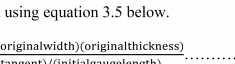 using equation 3.5 below.
originalwidth)(originalthickness)
..........
tangent)/(initialgaugelength)